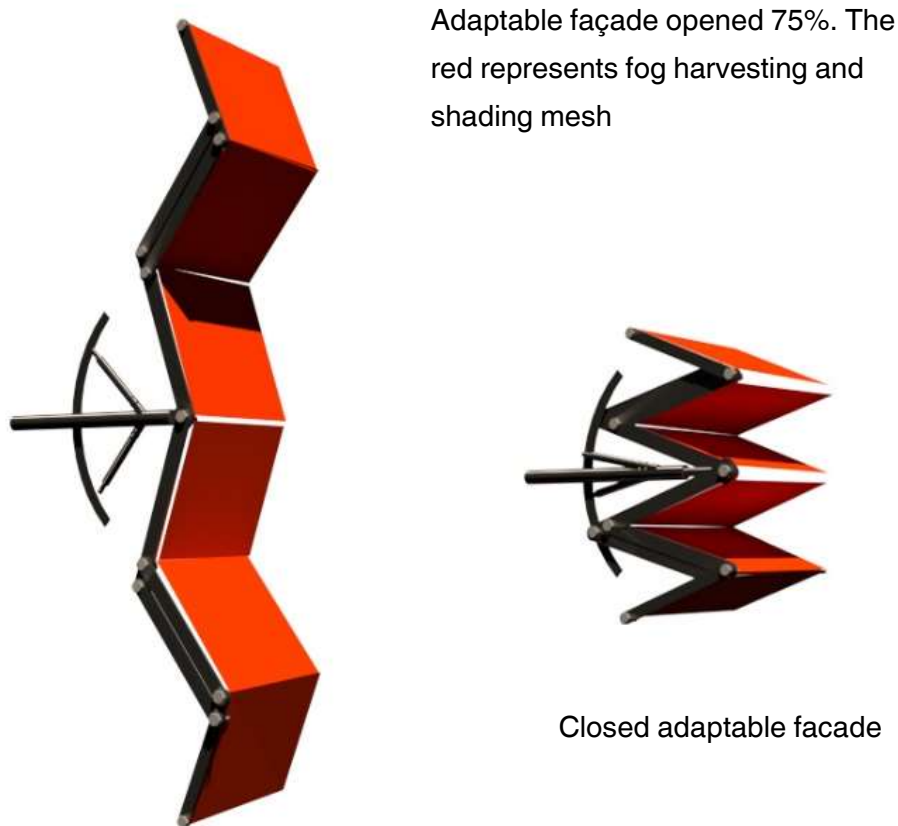 Adaptable façade opened 75%. The
red represents fog harvesting and
shading mesh
Closed adaptable facade